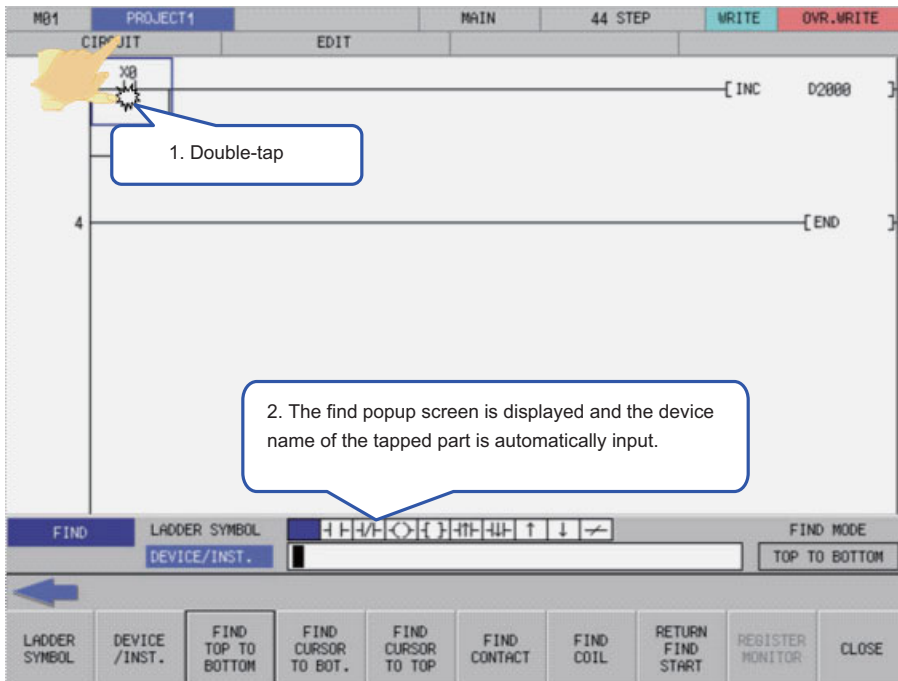 M01 PROJECT1 MAIN 44 STEP WRITE OVR.WRITE
CIRCUIT EDIT
X0
[ INC D2000 ]
1. Double-tap
4 [ END ]
2. The find popup screen is displayed and the device
name of the tapped part is automatically input.
FIND LADDER SYMBOL FIND MODE
DEVICE/INST. TOP TO BOTTOM
LADDER SYMBOL
DEVICE /INST.
FIND TOP TO BOTTOM
FIND CURSOR TO BOT.
FIND CURSOR TO TOP
FIND CONTACT
FIND COIL
RETURN FIND START
REGISTER MONITOR
CLOSE